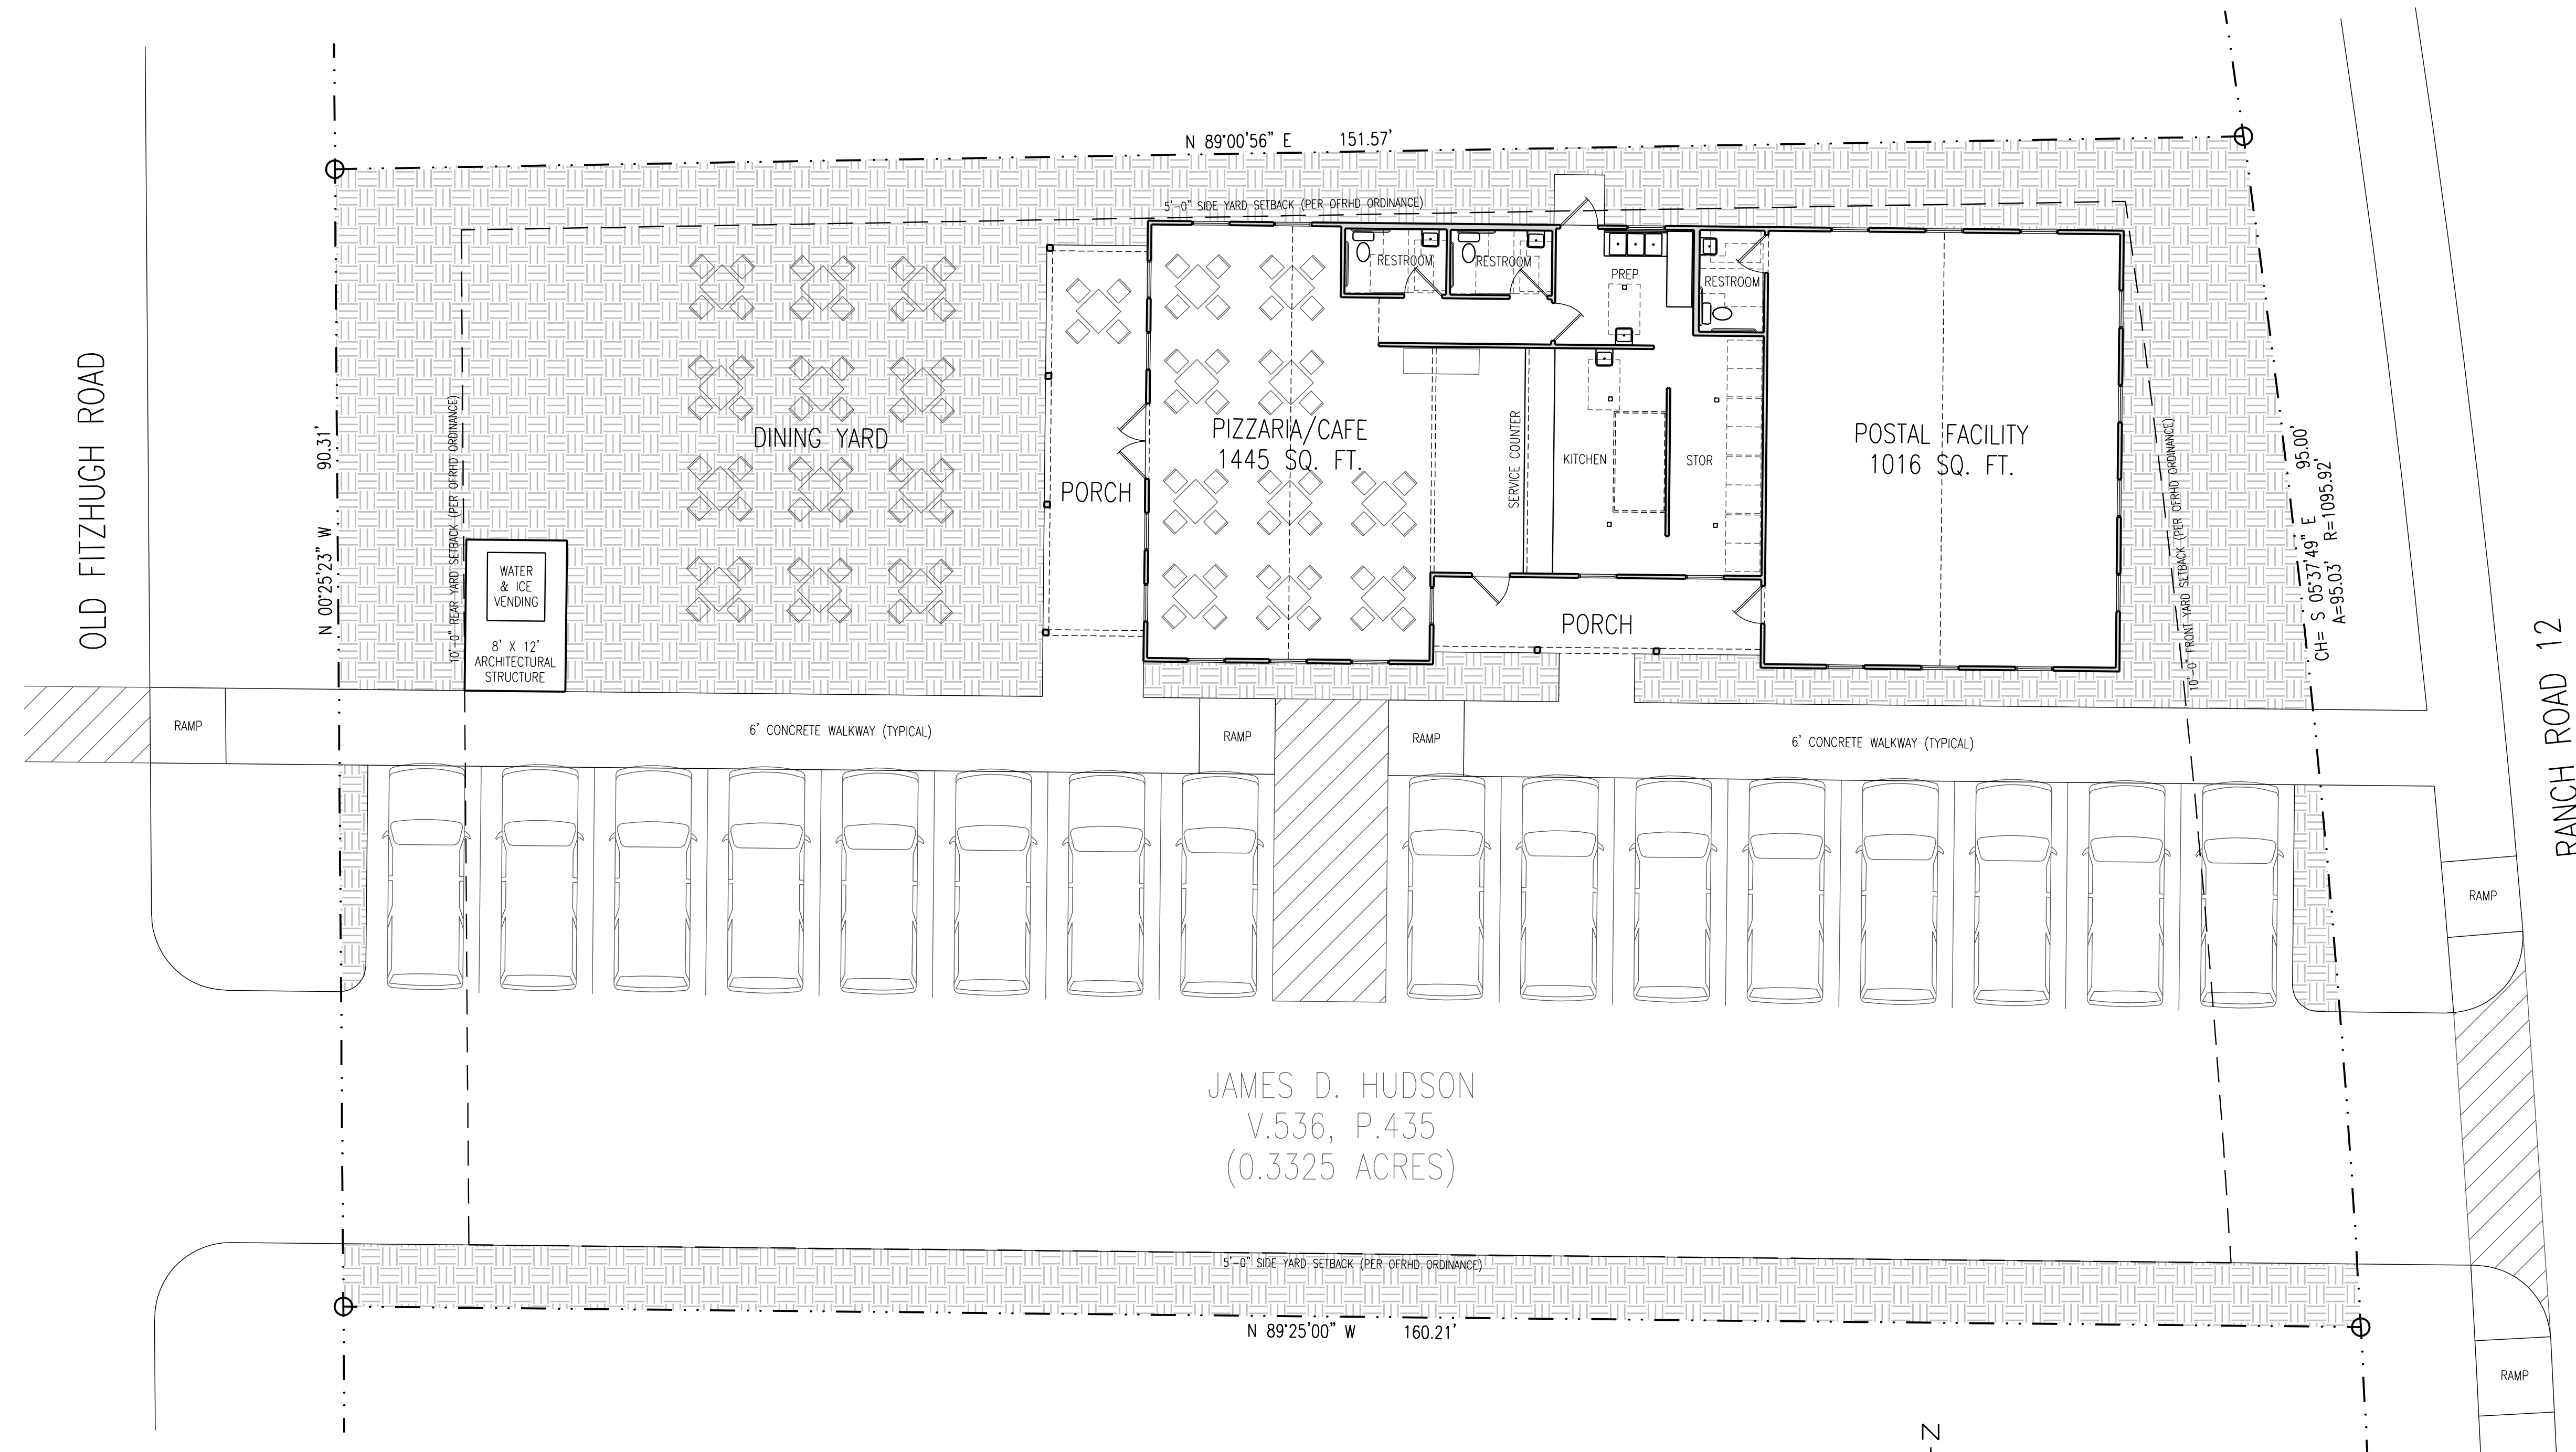 N 89°00'56" E 151.57'
5'-0" SIDE YARD SETBACK (PER OFRHD ORDINANCE)
RESTROOM
RESTROOM
PREP
RESTROOM
OLD FITZHUGH ROAD
N 00°25'23" W 90.31'
10'-0" REAR YARD SETBACK (PER OFRHD ORDINANCE)
DINING YARD
PORCH
PIZZARIA/CAFE
1445 SQ. FT.
SERVICE COUNTER
KITCHEN
STOR
POSTAL FACILITY
1016 SQ. FT.
10'-0" FRONT YARD SETBACK (PER OFRHD ORDINANCE)
CH= S 05°37'49" E 95.00'
A=95.03' R=1095.92'
RANCH ROAD 12
WATER
& ICE
VENDING
8' X 12'
ARCHITECTURAL
STRUCTURE
PORCH
RAMP
6' CONCRETE WALKWAY (TYPICAL)
RAMP
RAMP
6' CONCRETE WALKWAY (TYPICAL)
RAMP
JAMES D. HUDSON
V.536, P.435
(0.3325 ACRES)
5'-0" SIDE YARD SETBACK (PER OFRHD ORDINANCE)
N 89°25'00" W 160.21'
RAMP
N